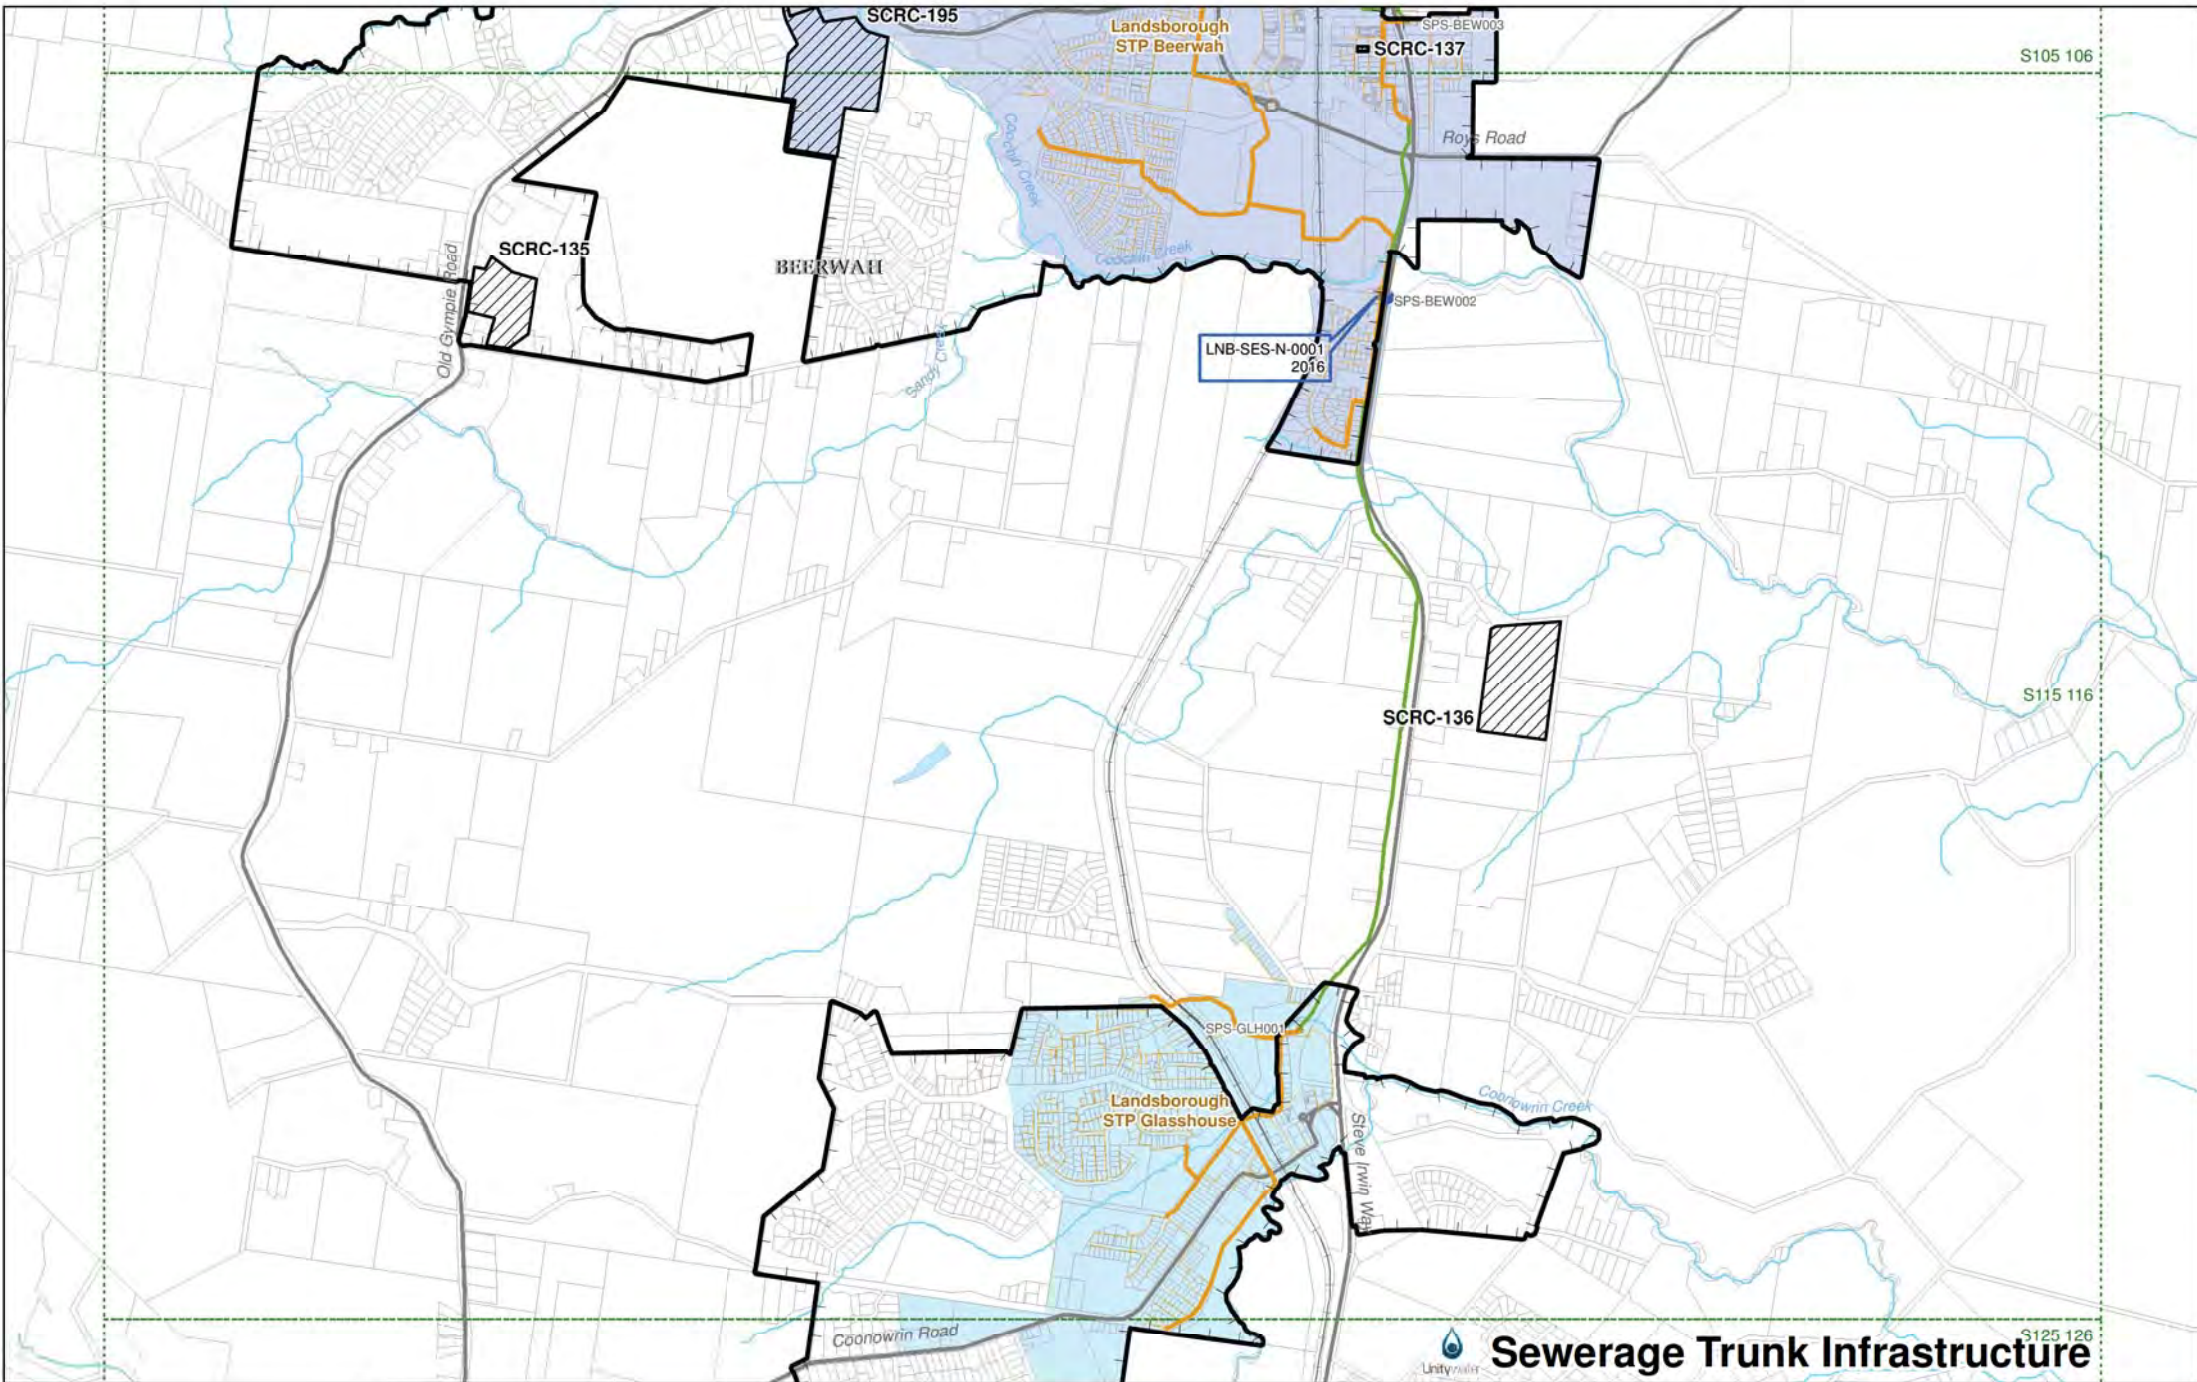 SCRC-195
Landsborough
STP Beerwah
SPS-BEW003
SCRC-137
S105 106
Roys Road
Coochin Creek
SCRC-135
BEERWAH
Coochin Creek
Old Gympie Road
SPS-BEW002
LNB-SES-N-0001
2016
Sandy Creek
S115 116
SCRC-136
SPS-GLH001
Landsborough
STP Glasshouse
Coonowrin Creek
Steve Irwin Way
Coonowrin Road
S125 126
Unitywater
Sewerage Trunk Infrastructure